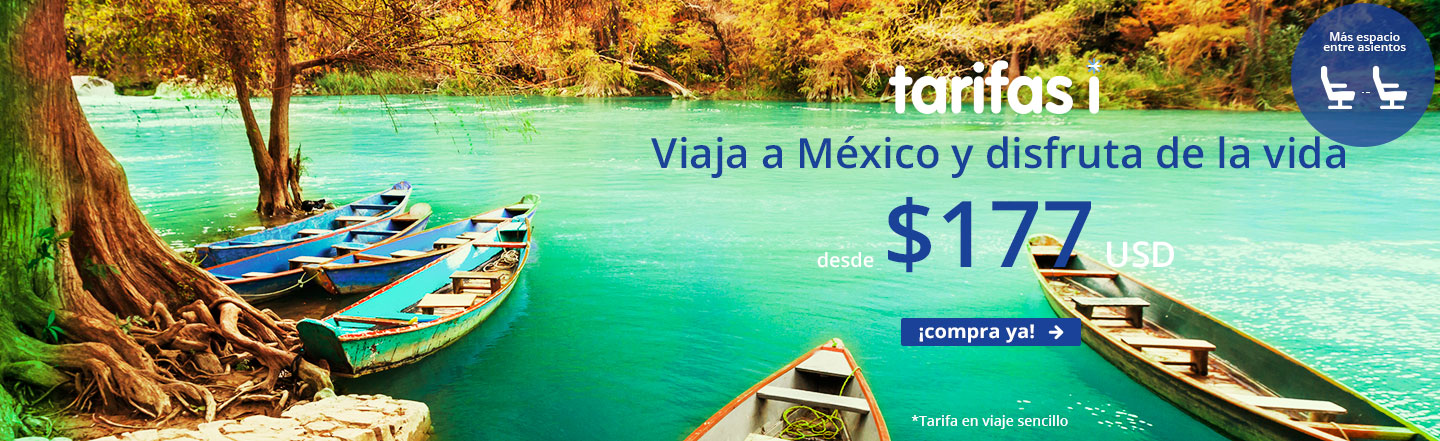 Más espacio
entre asientos
tarifas i
Viaja a México y disfruta de la vida
desde $177 USD
¡compra ya!
*Tarifa en viaje sencillo